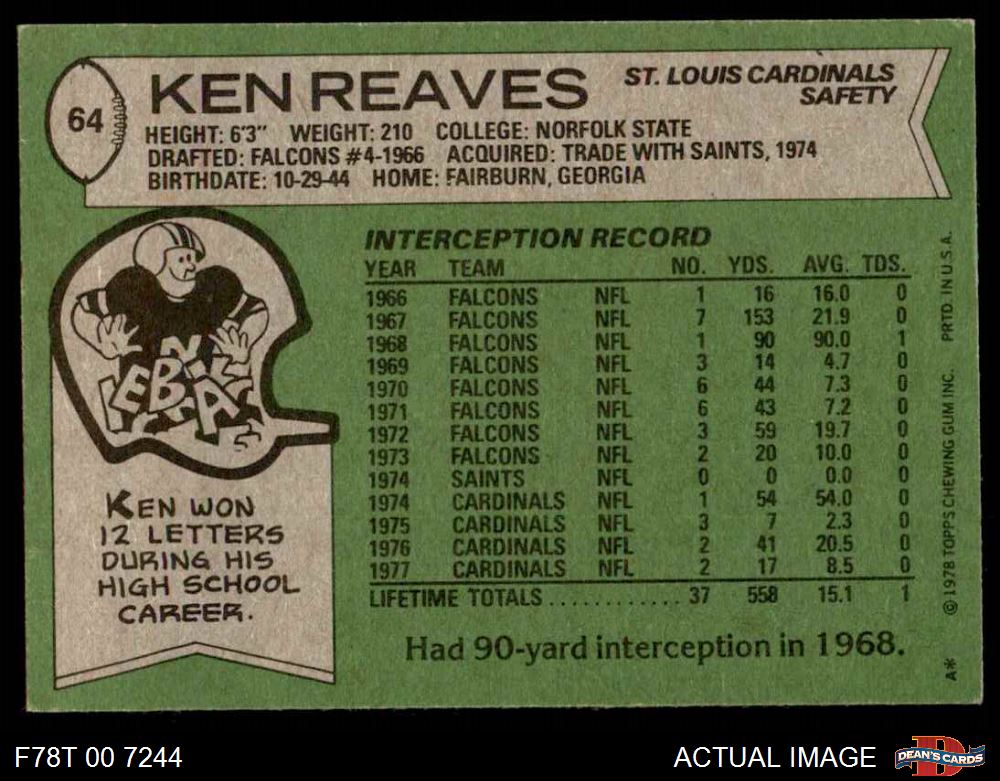 64
KEN REAVES
ST. LOUIS CARDINALS
SAFETY
HEIGHT: 6'3" WEIGHT: 210 COLLEGE: NORFOLK STATE
DRAFTED: FALCONS #4-1966 ACQUIRED: TRADE WITH SAINTS, 1974
BIRTHDATE: 10-29-44 HOME: FAIRBURN, GEORGIA
INTERCEPTION RECORD
YEAR TEAM NO. YDS. AVG. TDS.
1966 FALCONS NFL 1 16 16.0 0
1967 FALCONS NFL 7 153 21.9 0
1968 FALCONS NFL 1 90 90.0 1
1969 FALCONS NFL 3 14 4.7 0
1970 FALCONS NFL 6 44 7.3 0
1971 FALCONS NFL 6 43 7.2 0
1972 FALCONS NFL 3 59 19.7 0
1973 FALCONS NFL 2 20 10.0 0
1974 SAINTS NFL 0 0 0.0 0
1974 CARDINALS NFL 1 54 54.0 0
1975 CARDINALS NFL 3 7 2.3 0
1976 CARDINALS NFL 2 41 20.5 0
1977 CARDINALS NFL 2 17 8.5 0
LIFETIME TOTALS............ 37 558 15.1 1
Had 90-yard interception in 1968.
KEN WON
12 LETTERS
DURING HIS
HIGH SCHOOL
CAREER.
A* © 1978 TOPPS CHEWING GUM INC. PRTD. IN U.S.A.
F78T 00 7244
ACTUAL IMAGE
D
DEAN'S CARDS